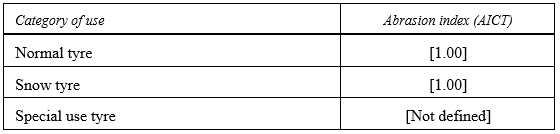 Category of use Abrasion index (AICT)
Normal tyre [1.00]
Snow tyre [1.00]
Special use tyre [Not defined]